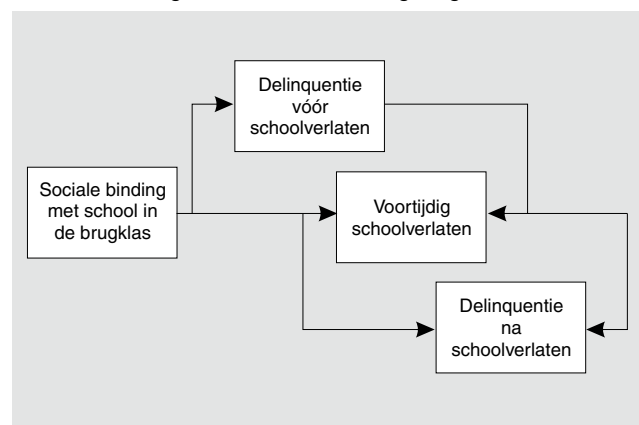 Delinquentie
vóór
schoolverlaten
Sociale binding
met school in
de brugklas
Voortijdig
schoolverlaten
Delinquentie
na
schoolverlaten